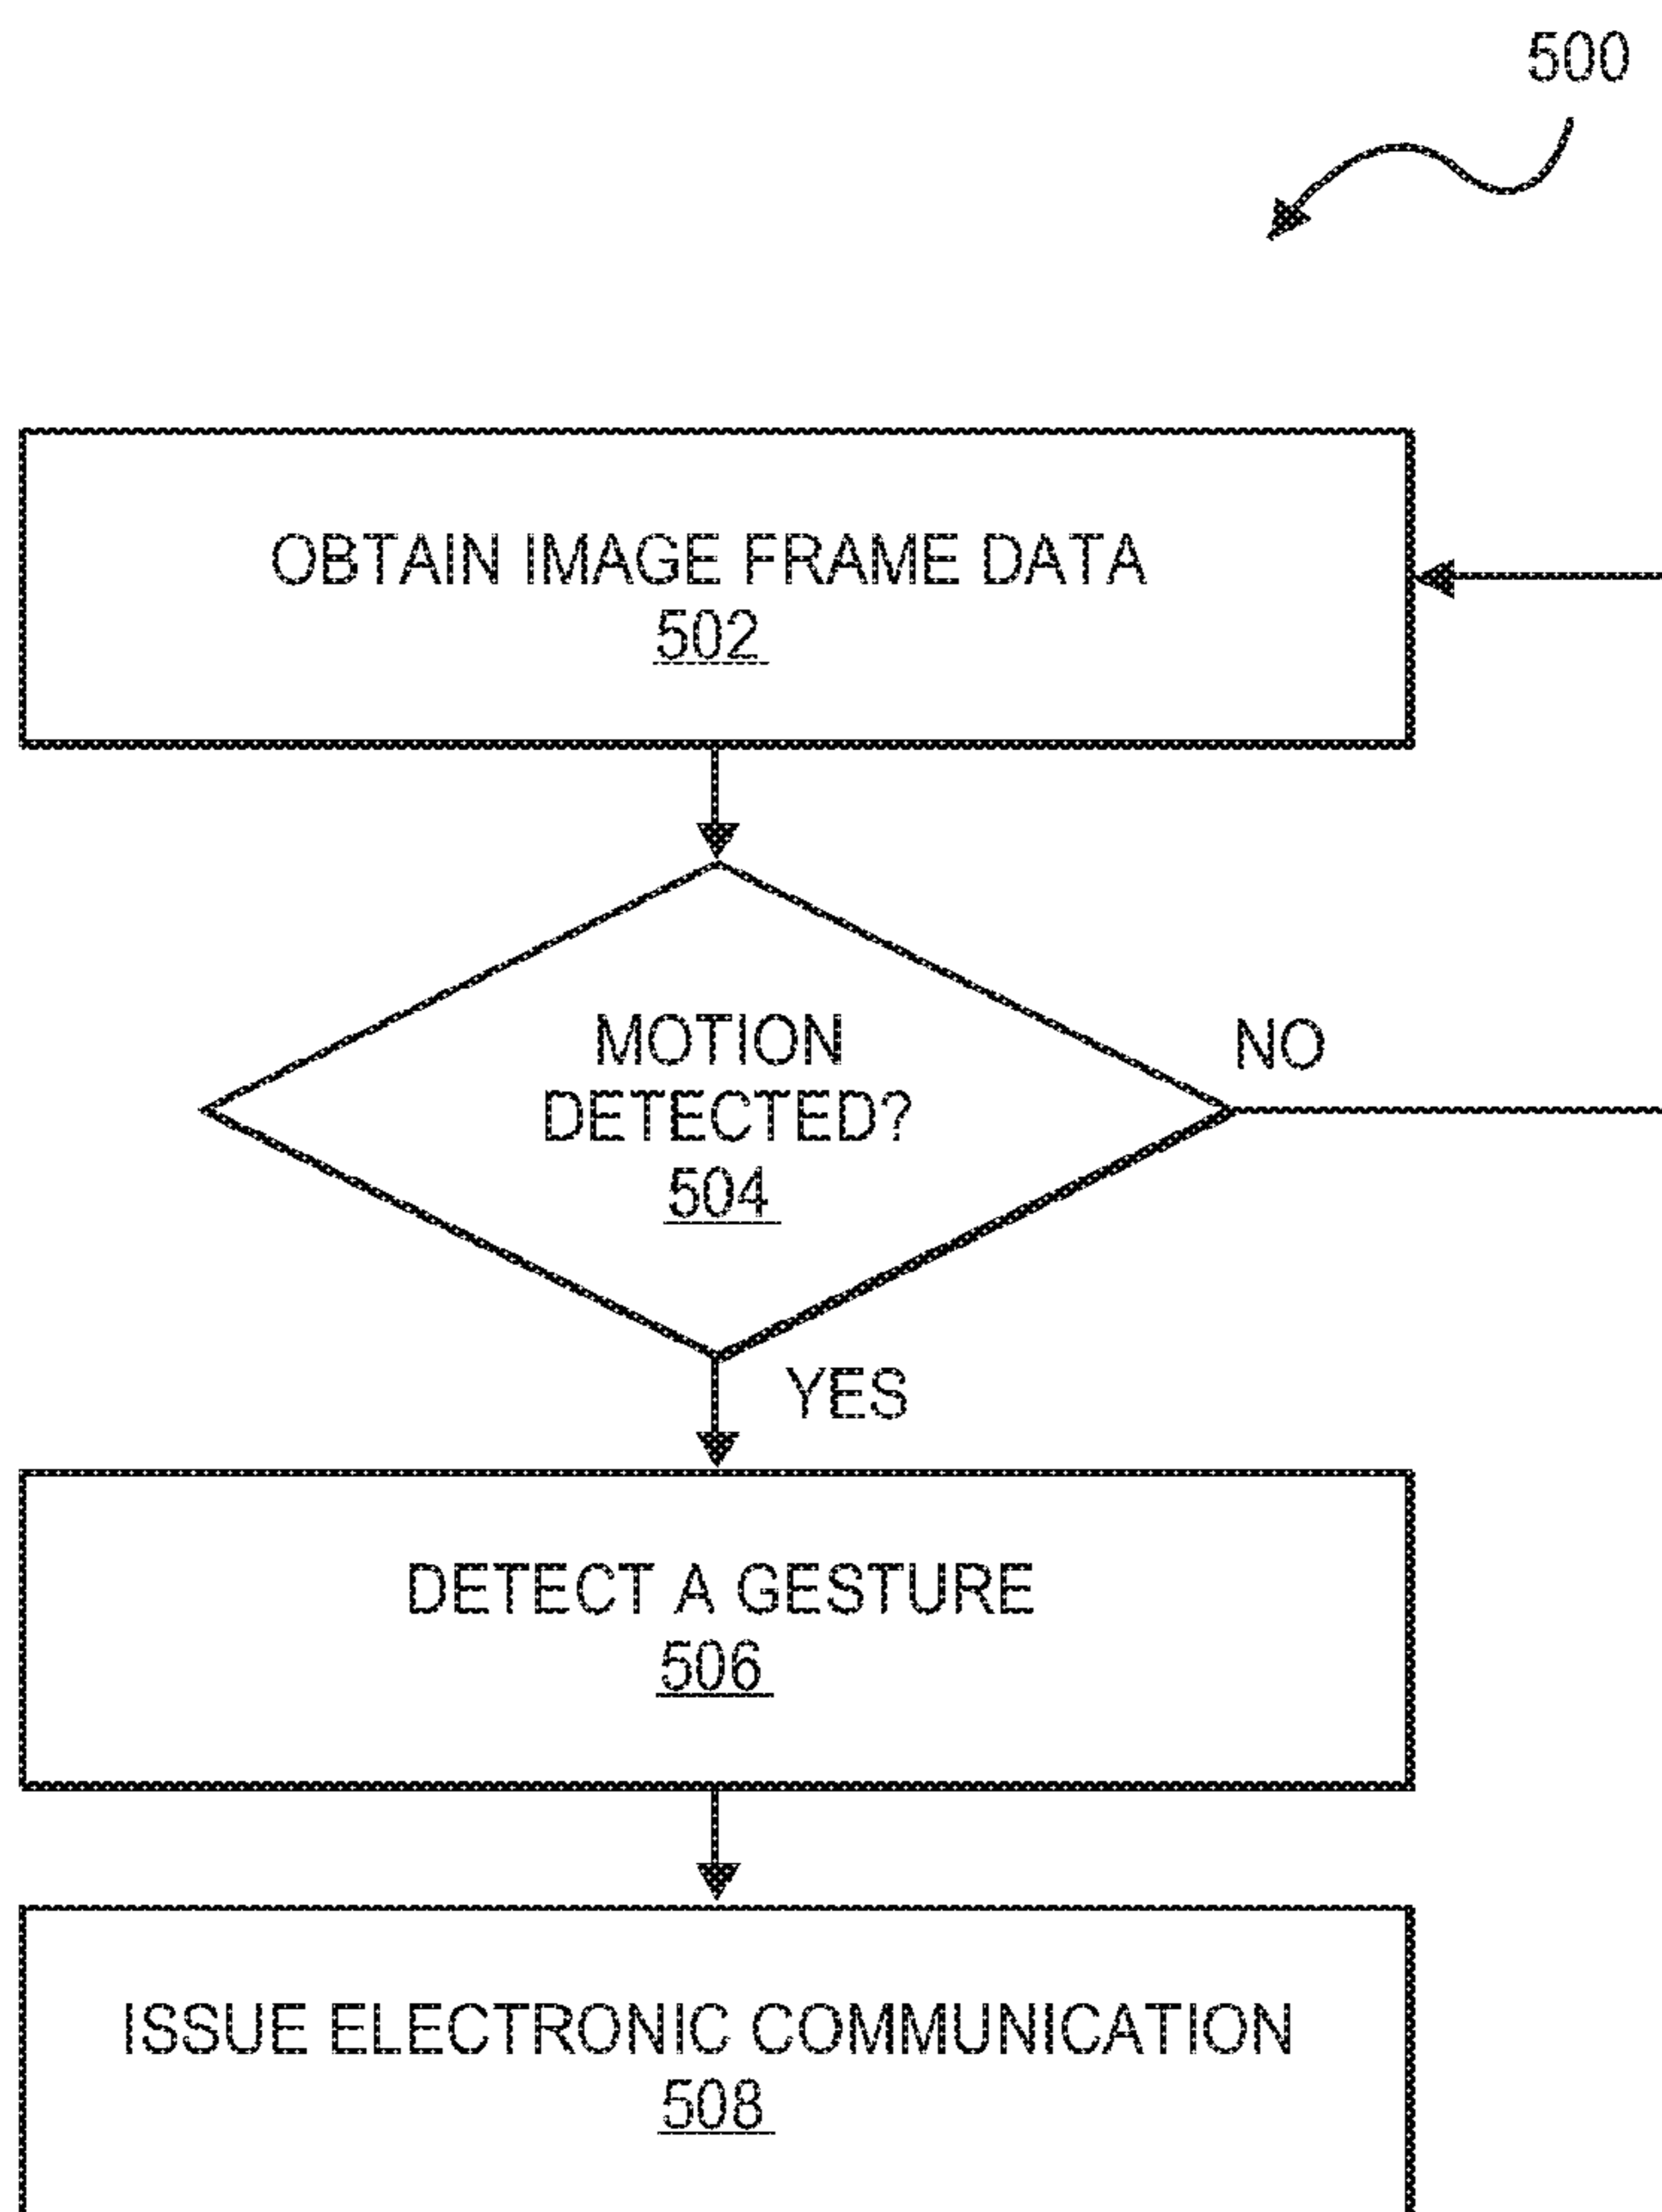 500
OBTAIN IMAGE FRAME DATA
502
MOTION
DETECTED?
504
NO
YES
DETECT A GESTURE
506
ISSUE ELECTRONIC COMMUNICATION
508